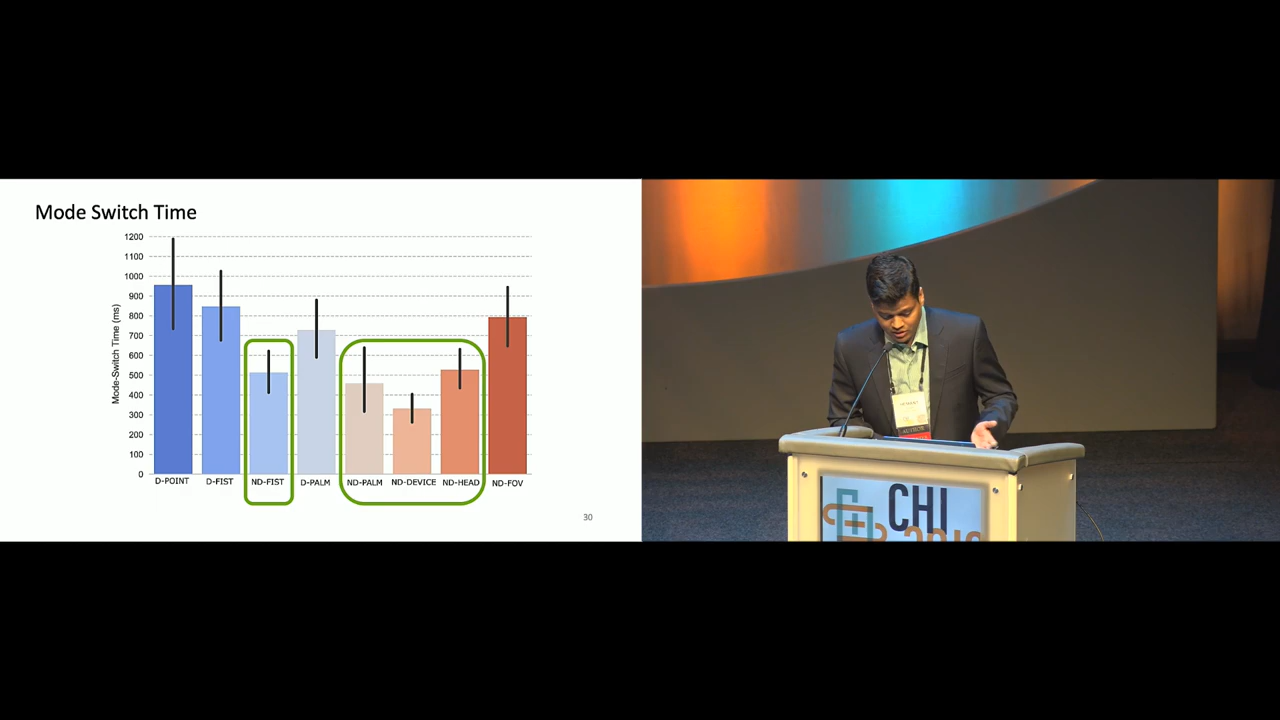 Mode Switch Time
Mode-Switch Time (ms)
1200
1100
1000
900
800
700
600
500
400
300
200
100
0
D-POINT
D-FIST
ND-FIST
D-PALM
ND-PALM
ND-DEVICE
ND-HEAD
ND-FOV
30
CHI